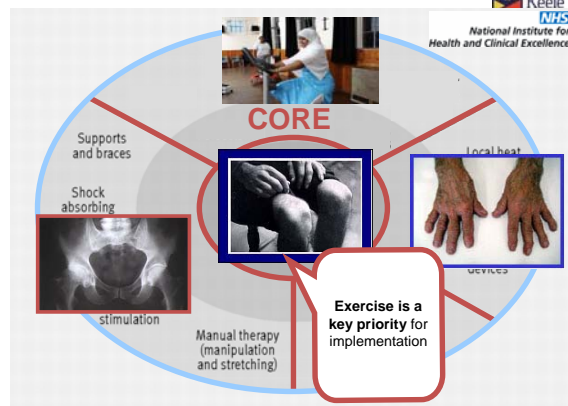 Keele
NHS
National Institute for
Health and Clinical Excellence
CORE
Supports
and braces
Local heat
Shock
absorbing
devices
stimulation
Exercise is a
key priority for
implementation
Manual therapy
(manipulation
and stretching)